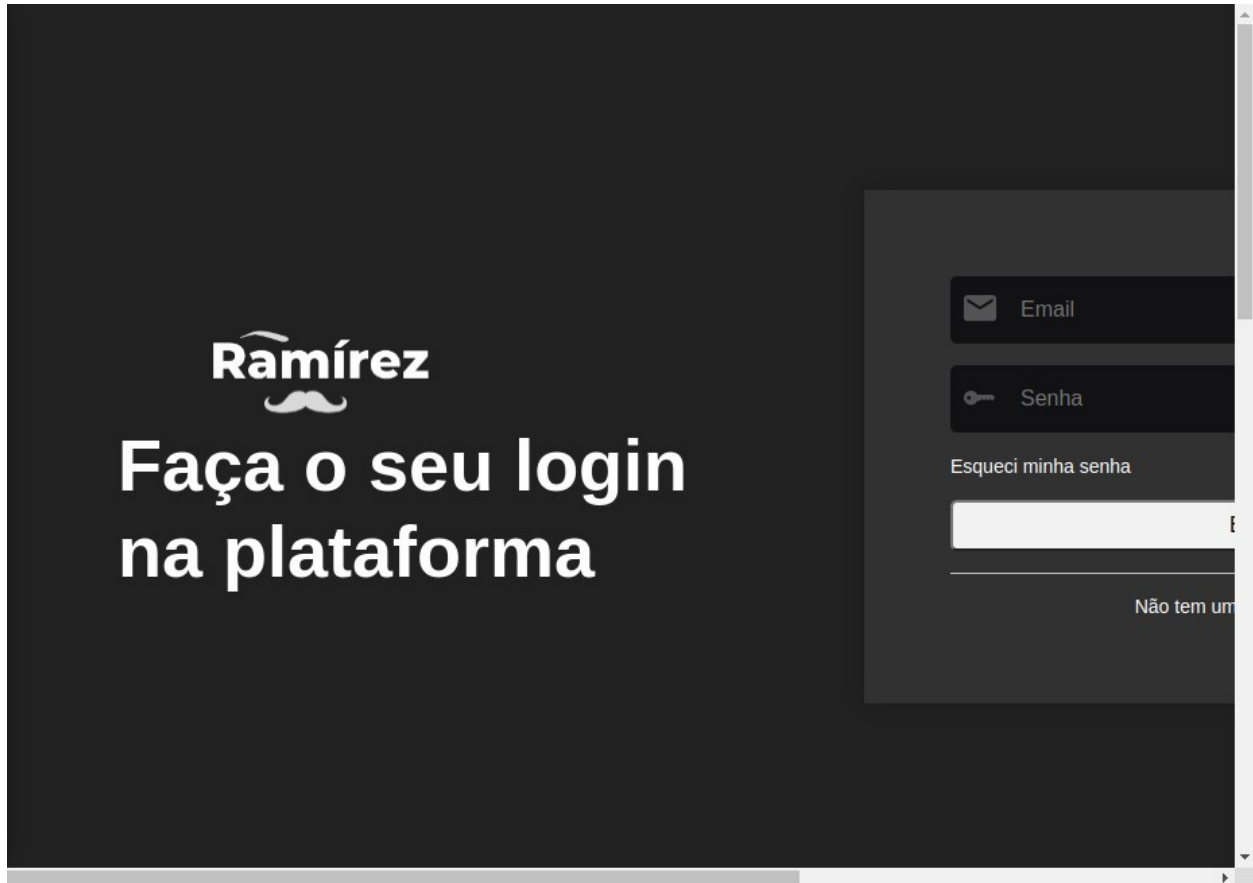 Ramírez
Faça o seu login
na plataforma
Email
Senha
Esqueci minha senha
Não tem um